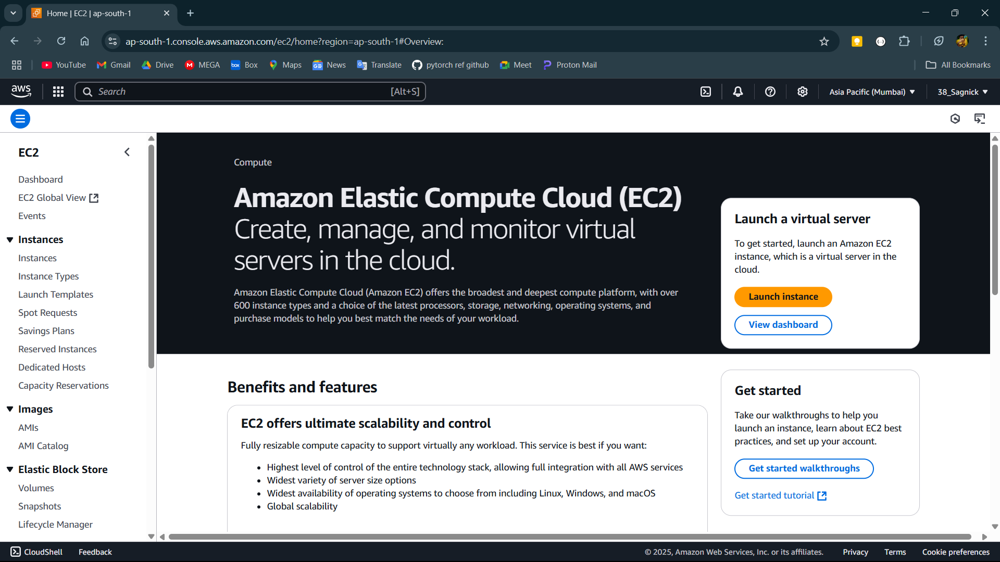 Home | EC2 | ap-south-1
ap-south-1.console.aws.amazon.com/ec2/home?region=ap-south-1#Overview:
YouTube
Gmail
Drive
MEGA
box
Box
Maps
News
Translate
pytorch ref github
Meet
Proton Mail
All Bookmarks
aws
Search
[Alt+S]
Asia Pacific (Mumbai)
38_Sagnick
EC2
Dashboard
EC2 Global View
Events
Instances
Instances
Instance Types
Launch Templates
Spot Requests
Savings Plans
Reserved Instances
Dedicated Hosts
Capacity Reservations
Images
AMIs
AMI Catalog
Elastic Block Store
Volumes
Snapshots
Lifecycle Manager
Compute
Amazon Elastic Compute Cloud (EC2)
Create, manage, and monitor virtual
servers in the cloud.
Amazon Elastic Compute Cloud (Amazon EC2) offers the broadest and deepest compute platform, with over
600 instance types and a choice of the latest processors, storage, networking, operating systems, and
purchase models to help you best match the needs of your workload.
Launch a virtual server
To get started, launch an Amazon EC2
instance, which is a virtual server in the
cloud.
Launch instance
View dashboard
Benefits and features
EC2 offers ultimate scalability and control
Fully resizable compute capacity to support virtually any workload. This service is best if you want:
• Highest level of control of the entire technology stack, allowing full integration with all AWS services
• Widest variety of server size options
• Widest availability of operating systems to choose from including Linux, Windows, and macOS
• Global scalability
Get started
Take our walkthroughs to help you
launch an instance, learn about EC2 best
practices, and set up your account.
Get started walkthroughs
Get started tutorial
CloudShell
Feedback
© 2025, Amazon Web Services, Inc. or its affiliates.
Privacy
Terms
Cookie preferences